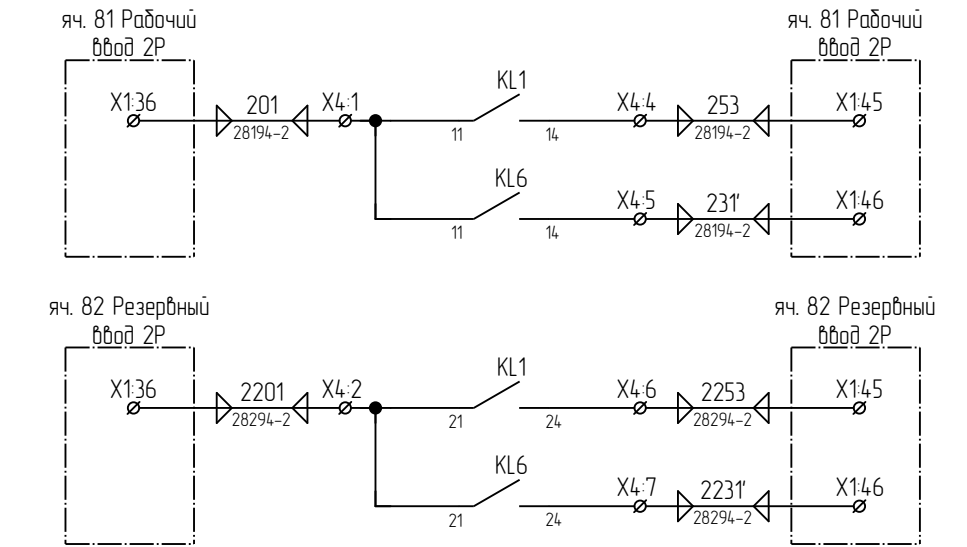 яч. 81 Рабочий
ввод 2Р
яч. 81 Рабочий
ввод 2Р
X1:36
201
28194-2
X4:1
KL1
11
14
X4:4
253
28194-2
X1:45
KL6
11
14
X4:5
231'
28194-2
X1:46
яч. 82 Резервный
ввод 2Р
яч. 82 Резервный
ввод 2Р
X1:36
2201
28294-2
X4:2
KL1
21
24
X4:6
2253
28294-2
X1:45
KL6
21
24
X4:7
2231'
28294-2
X1:46